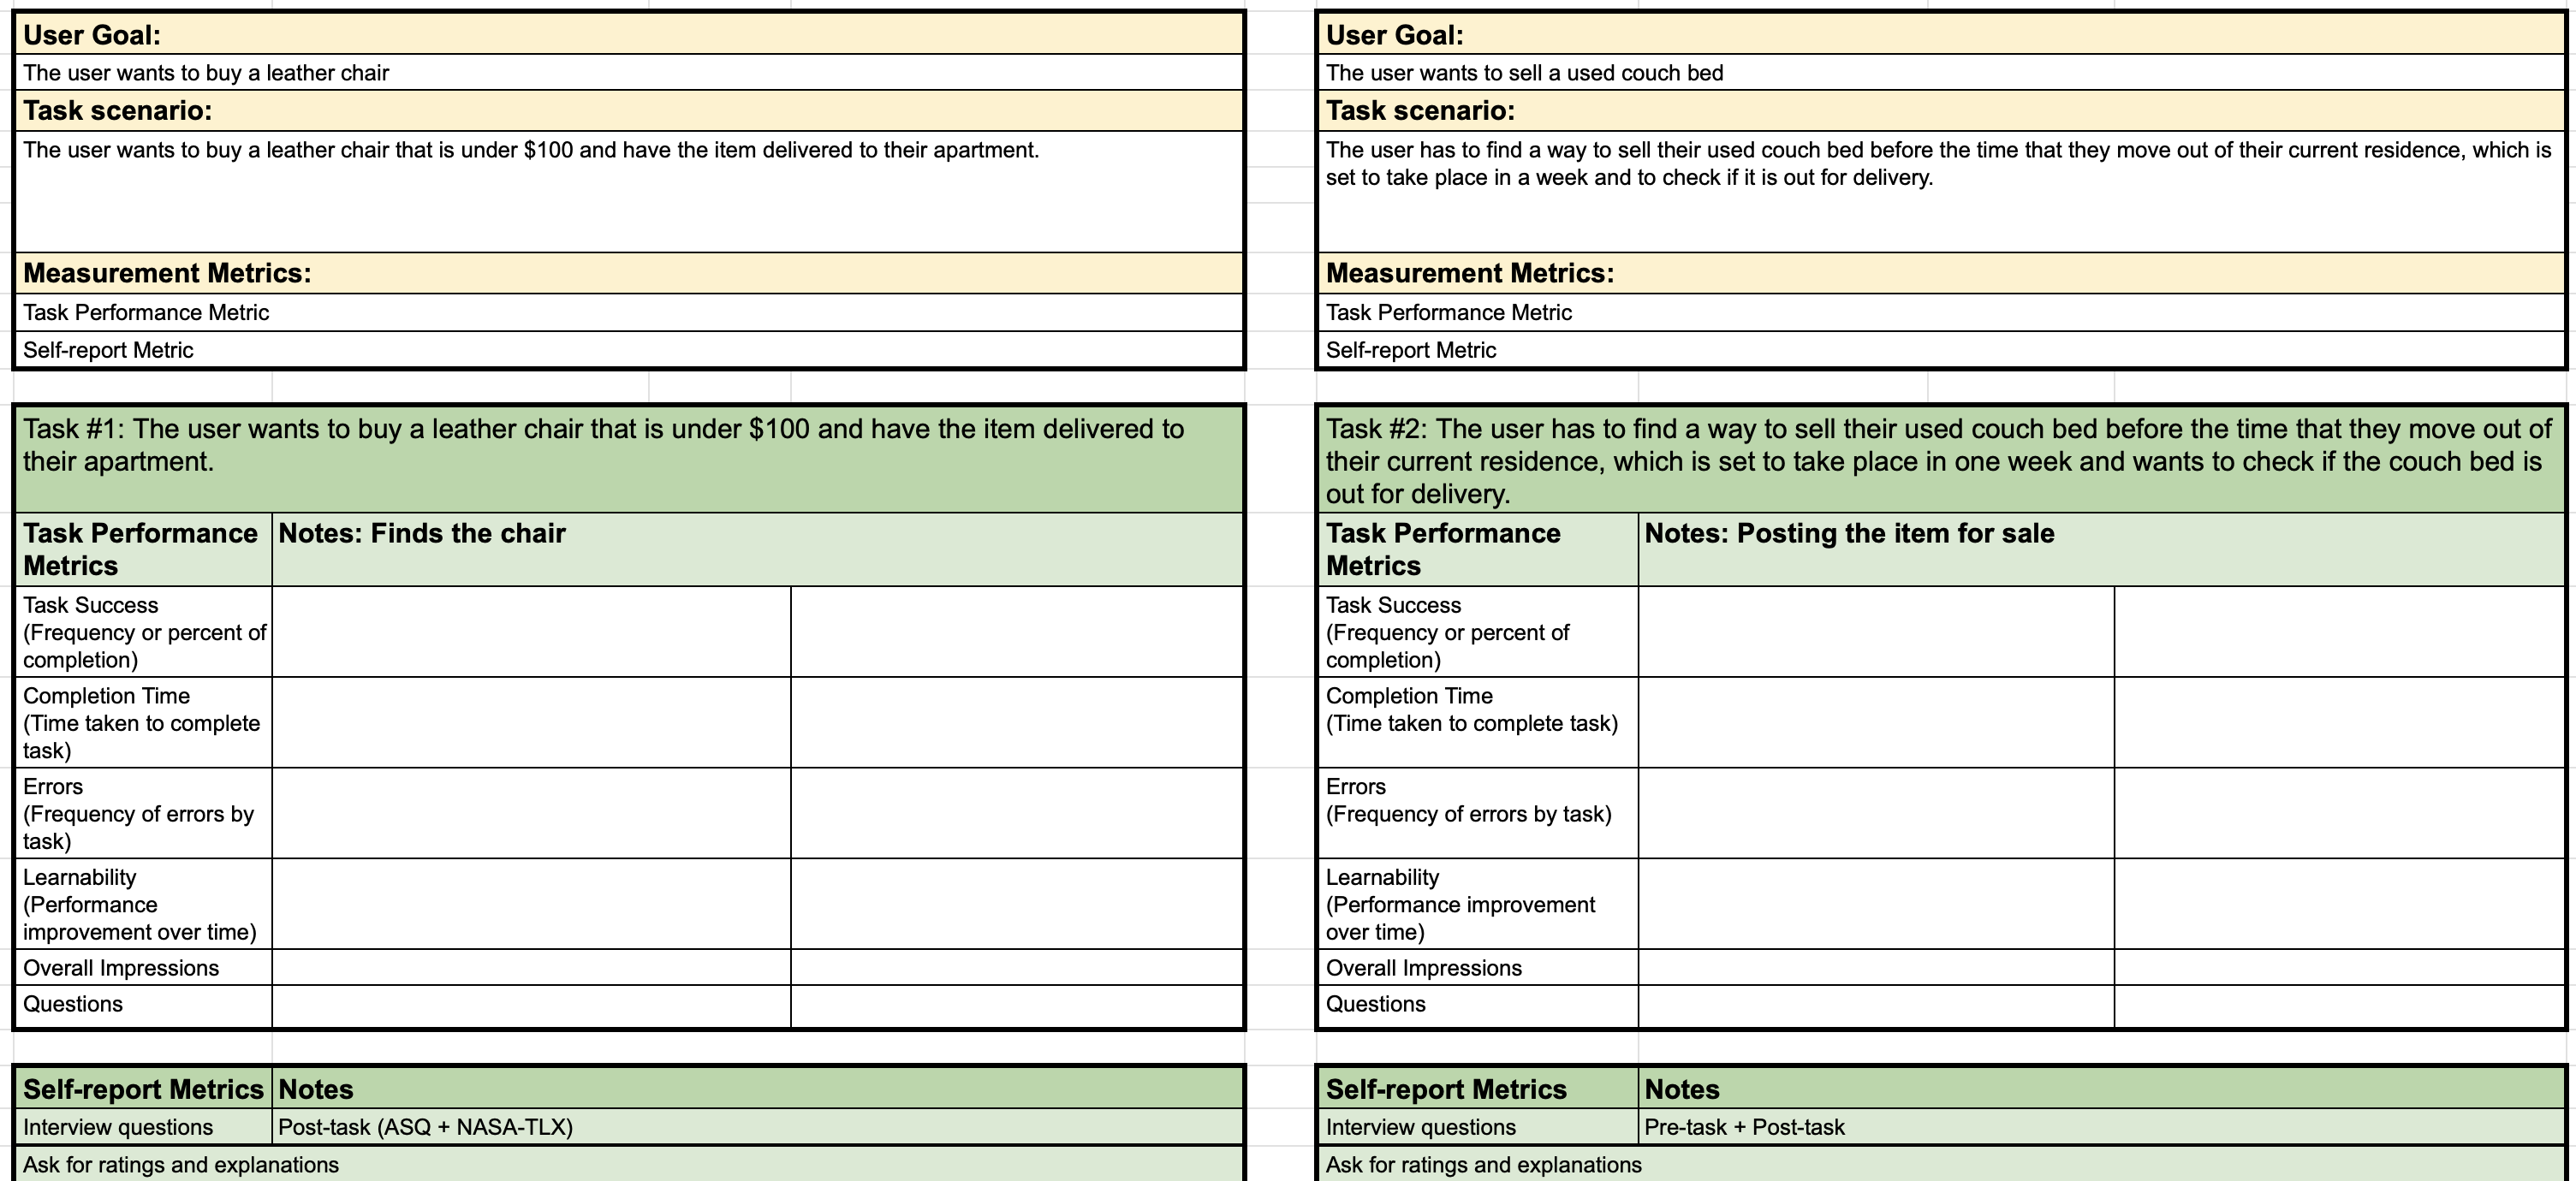 User Goal:
The user wants to buy a leather chair
Task scenario:
The user wants to buy a leather chair that is under $100 and have the item delivered to their apartment.
Measurement Metrics:
Task Performance Metric
Self-report Metric
User Goal:
The user wants to sell a used couch bed
Task scenario:
The user has to find a way to sell their used couch bed before the time that they move out of their current residence, which is
set to take place in a week and to check if it is out for delivery.
Measurement Metrics:
Task Performance Metric
Self-report Metric
Task #1: The user wants to buy a leather chair that is under $100 and have the item delivered to
their apartment.
Task Performance
Metrics
Notes: Finds the chair
Task Success
(Frequency or percent of
completion)
Completion Time
(Time taken to complete
task)
Errors
(Frequency of errors by
task)
Learnability
(Performance
improvement over time)
Overall Impressions
Questions
Task #2: The user has to find a way to sell their used couch bed before the time that they move out of
their current residence, which is set to take place in one week and wants to check if the couch bed is
out for delivery.
Task Performance
Metrics
Notes: Posting the item for sale
Task Success
(Frequency or percent of
completion)
Completion Time
(Time taken to complete task)
Errors
(Frequency of errors by task)
Learnability
(Performance improvement
over time)
Overall Impressions
Questions
Self-report Metrics
Notes
Interview questions
Post-task (ASQ + NASA-TLX)
Ask for ratings and explanations
Self-report Metrics
Notes
Interview questions
Pre-task + Post-task
Ask for ratings and explanations